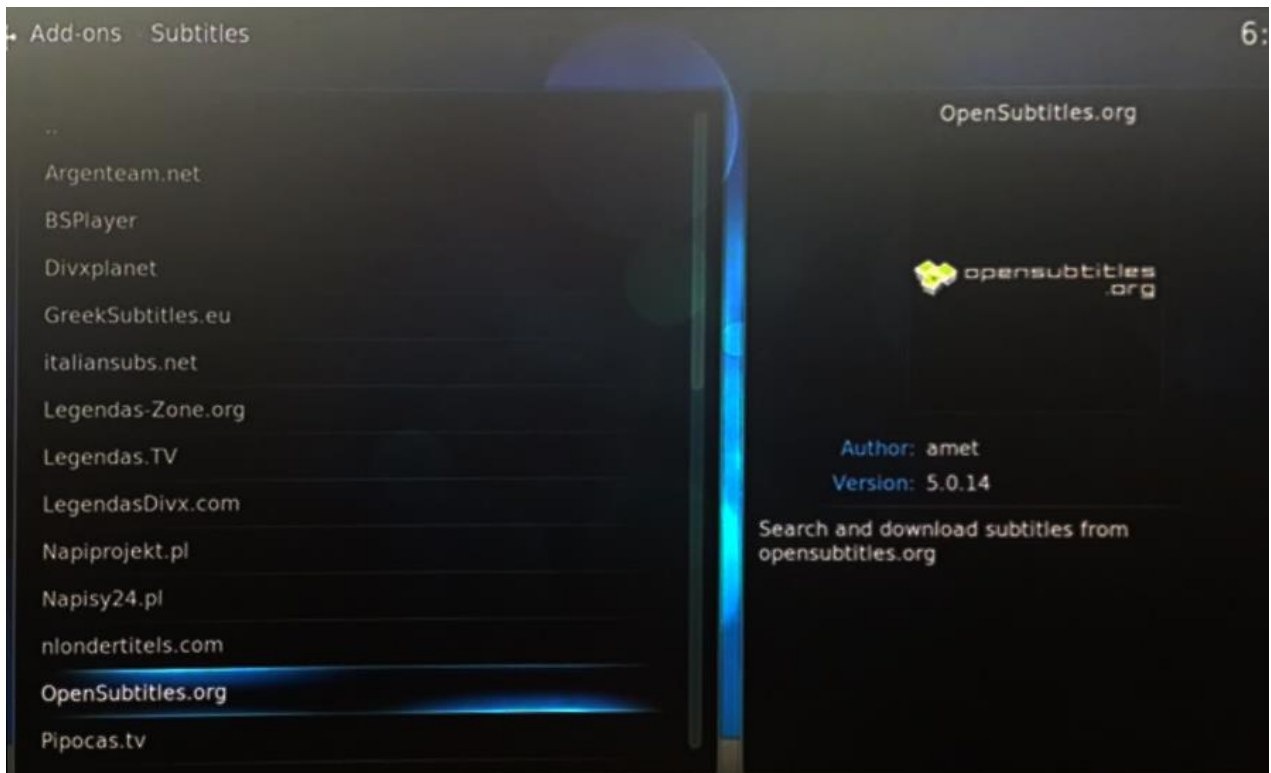 Add-ons Subtitles
6:
..
Argenteam.net
BSPlayer
Divxplanet
GreekSubtitles.eu
italiansubs.net
Legendas-Zone.org
Legendas.TV
LegendasDivx.com
Napiprojekt.pl
Napisy24.pl
nlondertitels.com
OpenSubtitles.org
Pipocas.tv
OpenSubtitles.org
opensubtitles
.org
Author: amet
Version: 5.0.14
Search and download subtitles from
opensubtitles.org